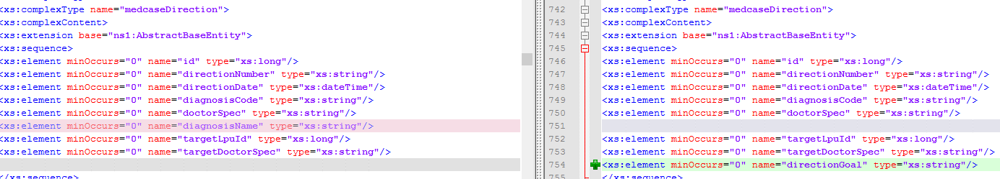 <xs:complexType name="medcaseDirection">
<xs:complexContent>
<xs:extension base="ns1:AbstractBaseEntity">
<xs:sequence>
<xs:element minOccurs="0" name="id" type="xs:long"/>
<xs:element minOccurs="0" name="directionNumber" type="xs:string"/>
<xs:element minOccurs="0" name="directionDate" type="xs:dateTime"/>
<xs:element minOccurs="0" name="diagnosisCode" type="xs:string"/>
<xs:element minOccurs="0" name="doctorSpec" type="xs:string"/>
<xs:element minOccurs="0" name="diagnosisName" type="xs:string"/>
<xs:element minOccurs="0" name="targetLpuId" type="xs:long"/>
<xs:element minOccurs="0" name="targetDoctorSpec" type="xs:string"/>
</xs:sequence>
742 <xs:complexType name="medcaseDirection">
743 <xs:complexContent>
744 <xs:extension base="ns1:AbstractBaseEntity">
745 <xs:sequence>
746 <xs:element minOccurs="0" name="id" type="xs:long"/>
747 <xs:element minOccurs="0" name="directionNumber" type="xs:string"/>
748 <xs:element minOccurs="0" name="directionDate" type="xs:dateTime"/>
749 <xs:element minOccurs="0" name="diagnosisCode" type="xs:string"/>
750 <xs:element minOccurs="0" name="doctorSpec" type="xs:string"/>
751
752 <xs:element minOccurs="0" name="targetLpuId" type="xs:long"/>
753 <xs:element minOccurs="0" name="targetDoctorSpec" type="xs:string"/>
754 <xs:element minOccurs="0" name="directionGoal" type="xs:string"/>
755 </xs:sequence>